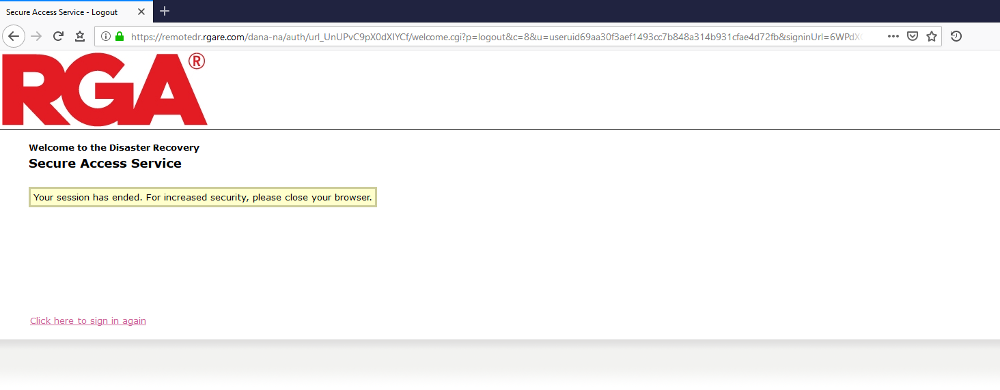 Secure Access Service - Logout
https://remotedr.rgare.com/dana-na/auth/url_UnUPvC9pX0dXIYCf/welcome.cgi?p=logout&c=8&u=useruid69aa30f3aef1493cc7b848a314b931cfae4d72fb&signinUrl=6WPdX
RGA®
Welcome to the Disaster Recovery
Secure Access Service
Your session has ended. For increased security, please close your browser.
Click here to sign in again